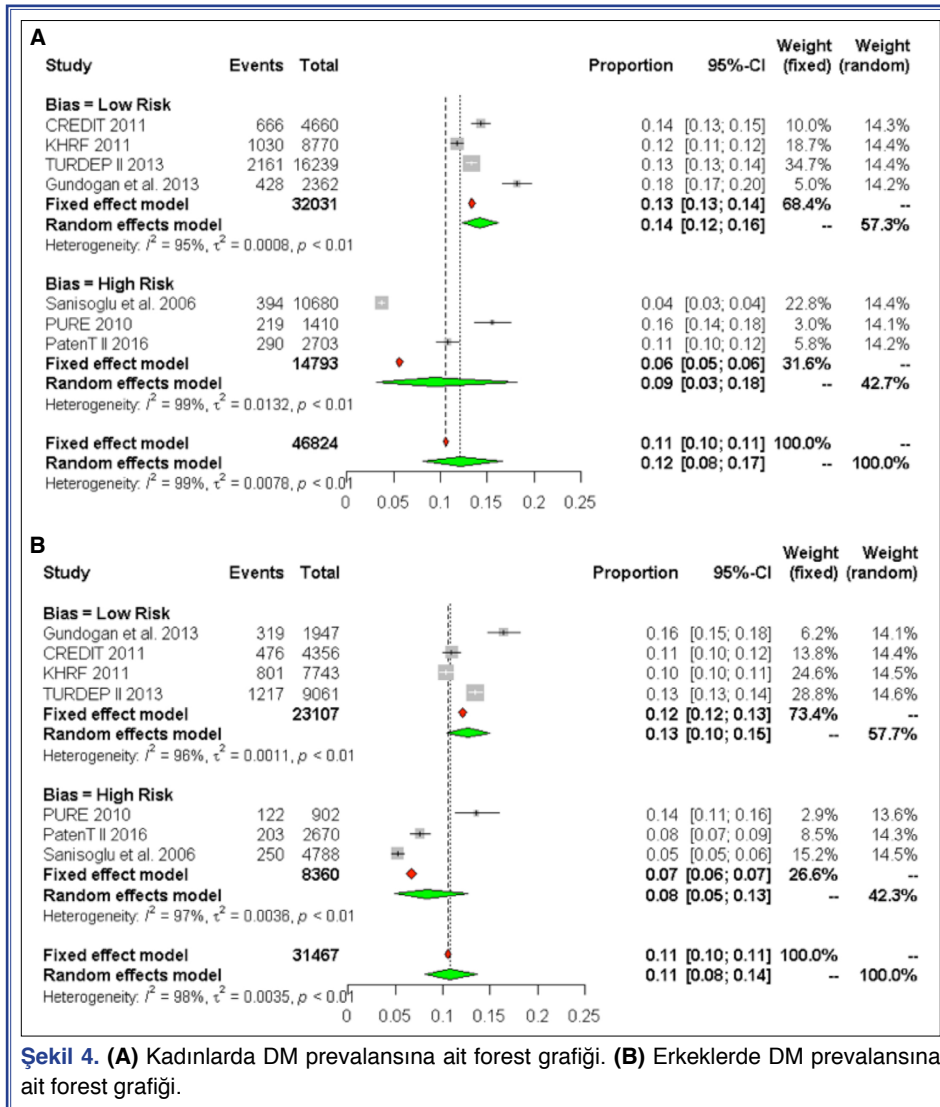 A
Study Events Total Proportion 95%-CI Weight (fixed) Weight (random)
Bias = Low Risk
CREDIT 2011 666 4660 0.14 [0.13; 0.15] 10.0% 14.3%
KHRF 2011 1030 8770 0.12 [0.11; 0.12] 18.7% 14.4%
TURDEP II 2013 2161 16239 0.13 [0.13; 0.14] 34.7% 14.4%
Gundogan et al. 2013 428 2362 0.18 [0.17; 0.20] 5.0% 14.2%
Fixed effect model 32031 0.13 [0.13; 0.14] 68.4% --
Random effects model 0.14 [0.12; 0.16] -- 57.3%
Heterogeneity: I² = 95%, τ² = 0.0008, p < 0.01
Bias = High Risk
Sanisoglu et al. 2006 394 10680 0.04 [0.03; 0.04] 22.8% 14.4%
PURE 2010 219 1410 0.16 [0.14; 0.18] 3.0% 14.1%
PatenT II 2016 290 2703 0.11 [0.10; 0.12] 5.8% 14.2%
Fixed effect model 14793 0.06 [0.05; 0.06] 31.6% --
Random effects model 0.09 [0.03; 0.18] -- 42.7%
Heterogeneity: I² = 99%, τ² = 0.0132, p < 0.01
Fixed effect model 46824 0.11 [0.10; 0.11] 100.0% --
Random effects model 0.12 [0.08; 0.17] -- 100.0%
Heterogeneity: I² = 99%, τ² = 0.0078, p < 0.01
0 0.05 0.1 0.15 0.2 0.25
B
Study Events Total Proportion 95%-CI Weight (fixed) Weight (random)
Bias = Low Risk
Gundogan et al. 2013 319 1947 0.16 [0.15; 0.18] 6.2% 14.1%
CREDIT 2011 476 4356 0.11 [0.10; 0.12] 13.8% 14.4%
KHRF 2011 801 7743 0.10 [0.10; 0.11] 24.6% 14.5%
TURDEP II 2013 1217 9061 0.13 [0.13; 0.14] 28.8% 14.6%
Fixed effect model 23107 0.12 [0.12; 0.13] 73.4% --
Random effects model 0.13 [0.10; 0.15] -- 57.7%
Heterogeneity: I² = 96%, τ² = 0.0011, p < 0.01
Bias = High Risk
PURE 2010 122 902 0.14 [0.11; 0.16] 2.9% 13.6%
PatenT II 2016 203 2670 0.08 [0.07; 0.09] 8.5% 14.3%
Sanisoglu et al. 2006 250 4788 0.05 [0.05; 0.06] 15.2% 14.5%
Fixed effect model 8360 0.07 [0.06; 0.07] 26.6% --
Random effects model 0.08 [0.05; 0.13] -- 42.3%
Heterogeneity: I² = 97%, τ² = 0.0036, p < 0.01
Fixed effect model 31467 0.11 [0.10; 0.11] 100.0% --
Random effects model 0.11 [0.08; 0.14] -- 100.0%
Heterogeneity: I² = 98%, τ² = 0.0035, p < 0.01
0 0.05 0.1 0.15 0.2 0.25
Şekil 4. (A) Kadınlarda DM prevalansına ait forest grafiği. (B) Erkeklerde DM prevalansına
ait forest grafiği.